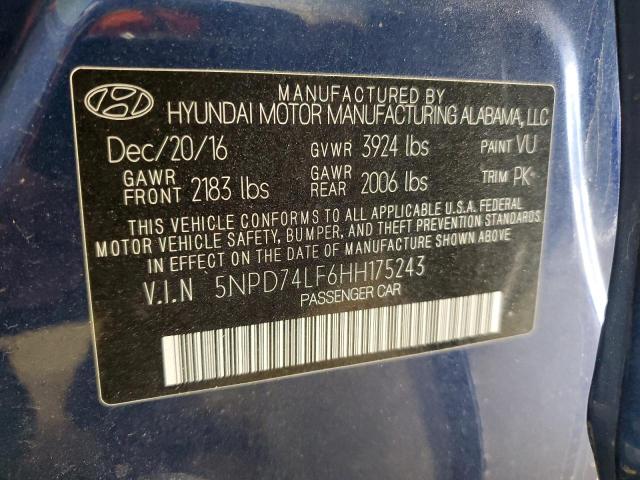 MANUFACTURED BY
HYUNDAI MOTOR MANUFACTURING ALABAMA, LLC
Dec/20/16 GVWR 3924 lbs PAINT VU
GAWR FRONT 2183 lbs GAWR REAR 2006 lbs TRIM PK*
THIS VEHICLE CONFORMS TO ALL APPLICABLE U.S.A. FEDERAL
MOTOR VEHICLE SAFETY, BUMPER, AND THEFT PREVENTION STANDARDS
IN EFFECT ON THE DATE OF MANUFACTURE SHOWN ABOVE.
V.I.N 5NPD74LF6HH175243
PASSENGER CAR